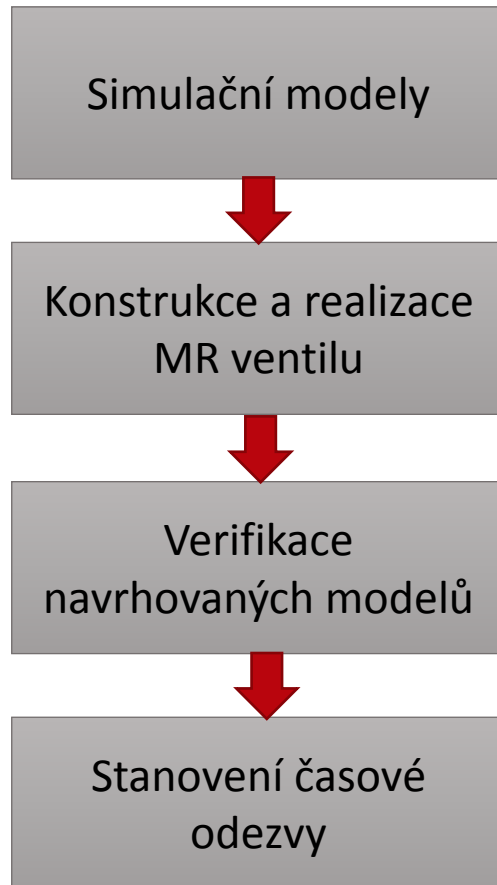 Simulační modely
Konstrukce a realizace
MR ventilu
Verifikace
navrhovaných modelů
Stanovení časové
odezvy